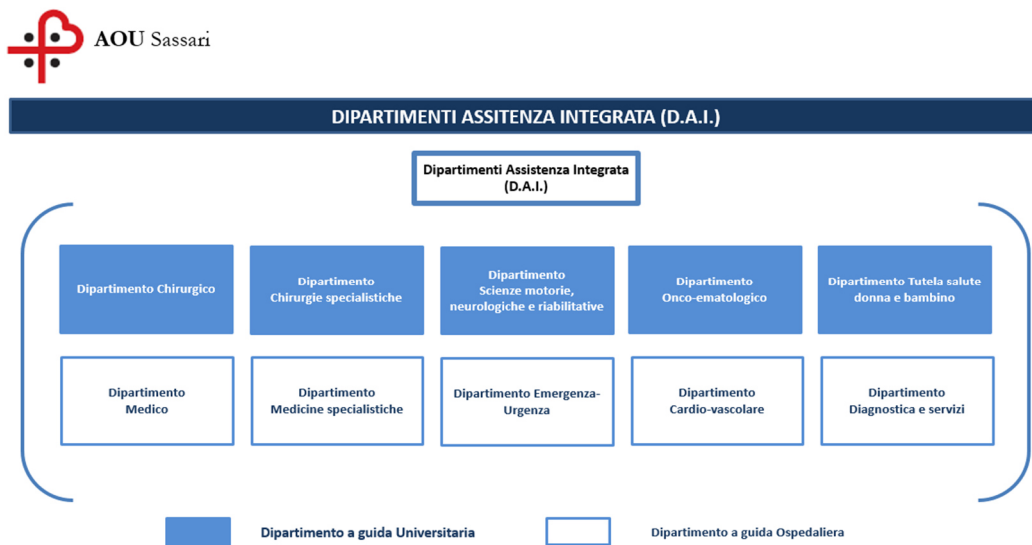 AOU Sassari
DIPARTIMENTI ASSITENZA INTEGRATA (D.A.I.)
Dipartimenti Assistenza Integrata
(D.A.I.)
Dipartimento Chirurgico
Dipartimento
Chirurgie specialistiche
Dipartimento
Scienze motorie,
neurologiche e riabilitative
Dipartimento
Onco-ematologico
Dipartimento Tutela salute
donna e bambino
Dipartimento
Medico
Dipartimento
Medicine specialistiche
Dipartimento Emergenza-
Urgenza
Dipartimento
Cardio-vascolare
Dipartimento
Diagnostica e servizi
Dipartimento a guida Universitaria
Dipartimento a guida Ospedaliera